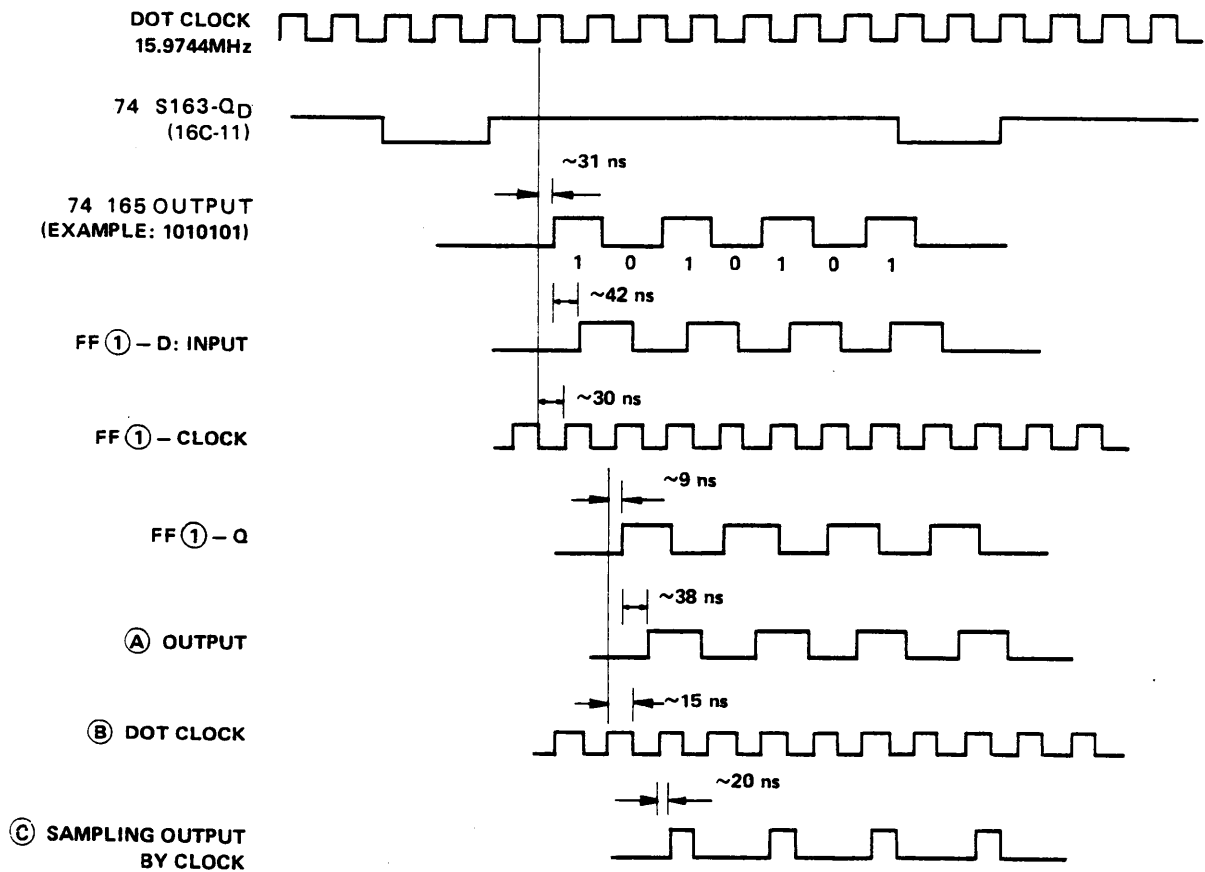 DOT CLOCK
15.9744MHz
74 S163-QD
(16C-11)
~31 ns
74 165 OUTPUT
(EXAMPLE: 1010101)
1 0 1 0 1 0 1
~42 ns
FF ① – D: INPUT
~30 ns
FF ① – CLOCK
~9 ns
FF ① – Q
~38 ns
Ⓐ OUTPUT
~15 ns
Ⓑ DOT CLOCK
~20 ns
Ⓒ SAMPLING OUTPUT
BY CLOCK